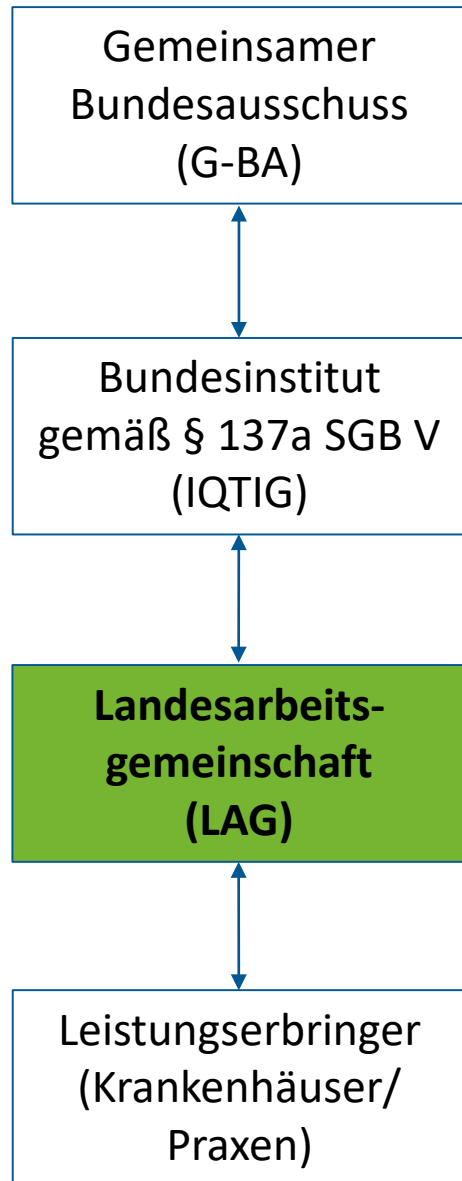 Gemeinsamer
Bundesausschuss
(G-BA)
Bundesinstitut
gemäß § 137a SGB V
(IQTIG)
Landesarbeits-
gemeinschaft
(LAG)
Leistungserbringer
(Krankenhäuser/
Praxen)